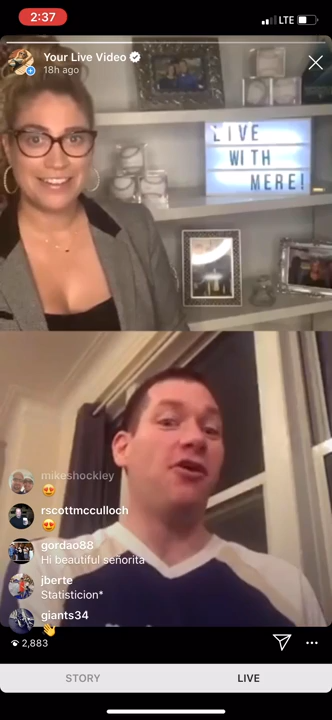 2:37
LTE
Your Live Video
18h ago
LIVE
WITH
MERE!
mikeshockley
😍
rscottmcculloch
😍
gordao88
Hi beautiful señorita
jberte
Statisticion*
giants34
👋
2,883
STORY
LIVE